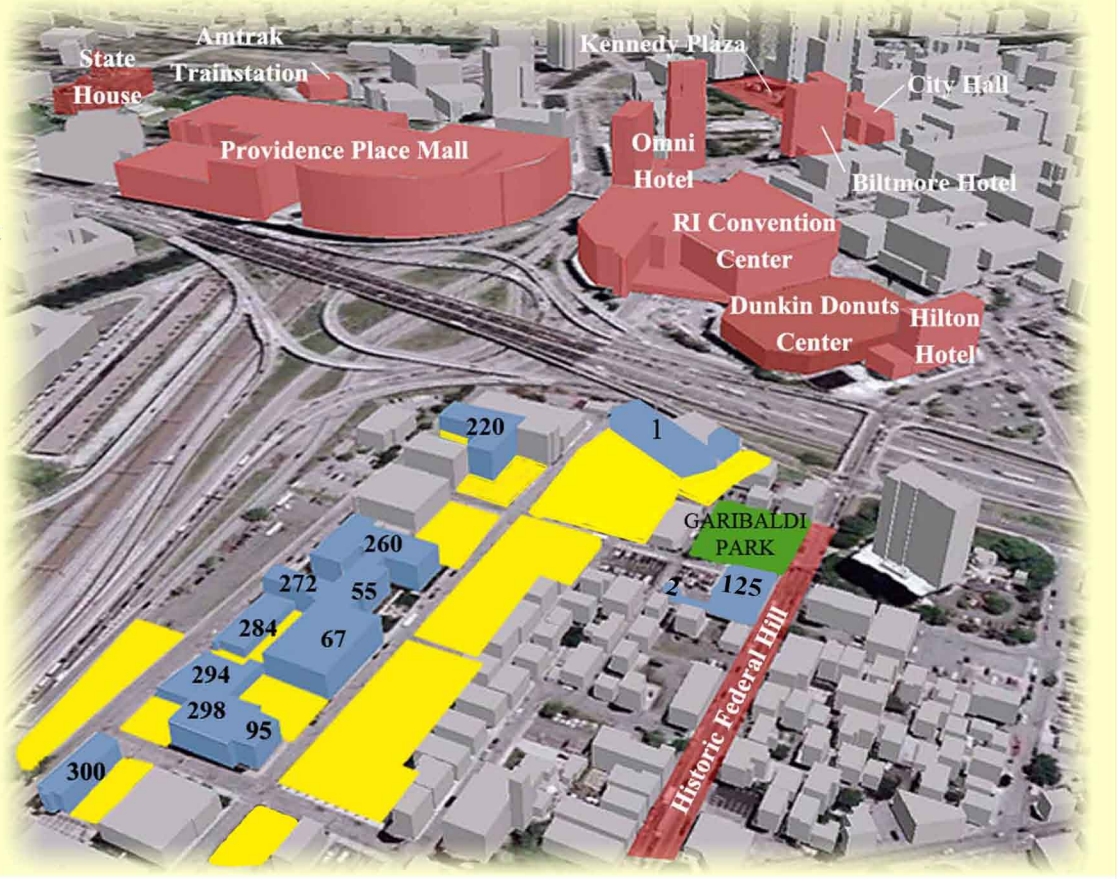 State
House
Amtrak
Trainstation
Kennedy Plaza
City Hall
Providence Place Mall
Omni
Hotel
Biltmore Hotel
RI Convention
Center
Dunkin Donuts
Center
Hilton
Hotel
220
1
GARIBALDI
PARK
260
272
55
2
125
284
67
294
298
95
300
Historic Federal Hill